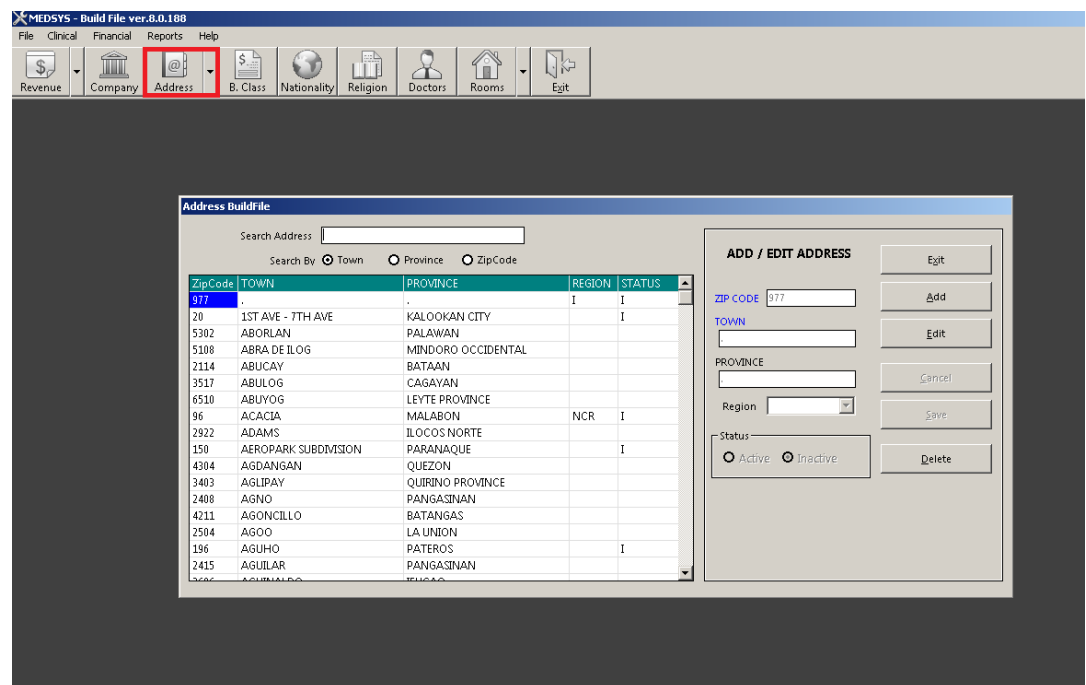 MEDSYS - Build File ver.8.0.188
File Clinical Financial Reports Help
Revenue Company Address B. Class Nationality Religion Doctors Rooms Exit
Address BuildFile
Search Address
Search By Town Province ZipCode
ZipCode TOWN PROVINCE REGION STATUS
977 . . I I
20 1ST AVE - 7TH AVE KALOOKAN CITY I
5302 ABORLAN PALAWAN
5108 ABRA DE ILOG MINDORO OCCIDENTAL
2114 ABUCAY BATAAN
3517 ABULOG CAGAYAN
6510 ABUYOG LEYTE PROVINCE
96 ACACIA MALABON NCR I
2922 ADAMS ILOCOS NORTE
150 AEROPARK SUBDIVISION PARANAQUE I
4304 AGDANGAN QUEZON
3403 AGLIPAY QUIRINO PROVINCE
2408 AGNO PANGASINAN
4211 AGONCILLO BATANGAS
2504 AGOO LA UNION
196 AGUHO PATEROS I
2415 AGUILAR PANGASINAN
ADD / EDIT ADDRESS
ZIP CODE 977
TOWN
.
PROVINCE
.
Region
Status
Active Inactive
Exit
Add
Edit
Cancel
Save
Delete